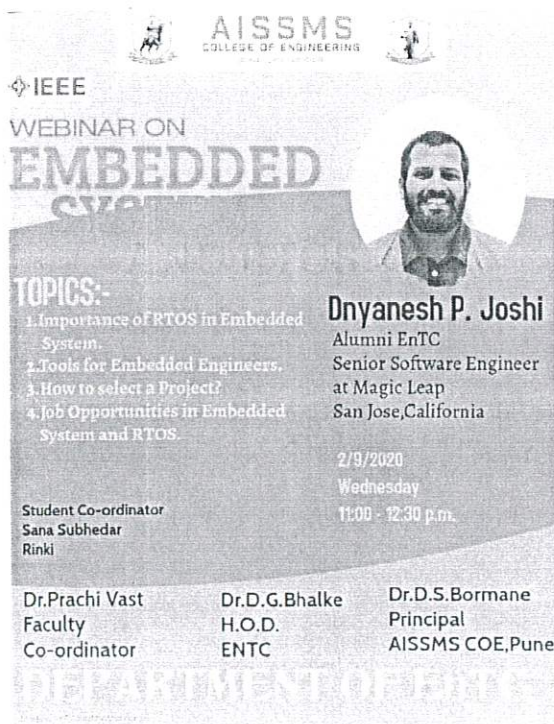 AISSMS
COLLEGE OF ENGINEERING
IEEE
WEBINAR ON
EMBEDDED
SYSTEM
TOPICS:-
1.Importance of RTOS in Embedded
System.
2.Tools for Embedded Engineers.
3.How to select a Project?
4.Job Opportunities in Embedded
System and RTOS.
Dnyanesh P. Joshi
Alumni EnTC
Senior Software Engineer
at Magic Leap
San Jose,California
2/9/2020
Wednesday
11:00 - 12:30 p.m.
Student Co-ordinator
Sana Subhedar
Rinki
Dr.Prachi Vast
Faculty
Co-ordinator
Dr.D.G.Bhalke
H.O.D.
ENTC
Dr.D.S.Bormane
Principal
AISSMS COE,Pune
DEPARTMENT OF EnTC